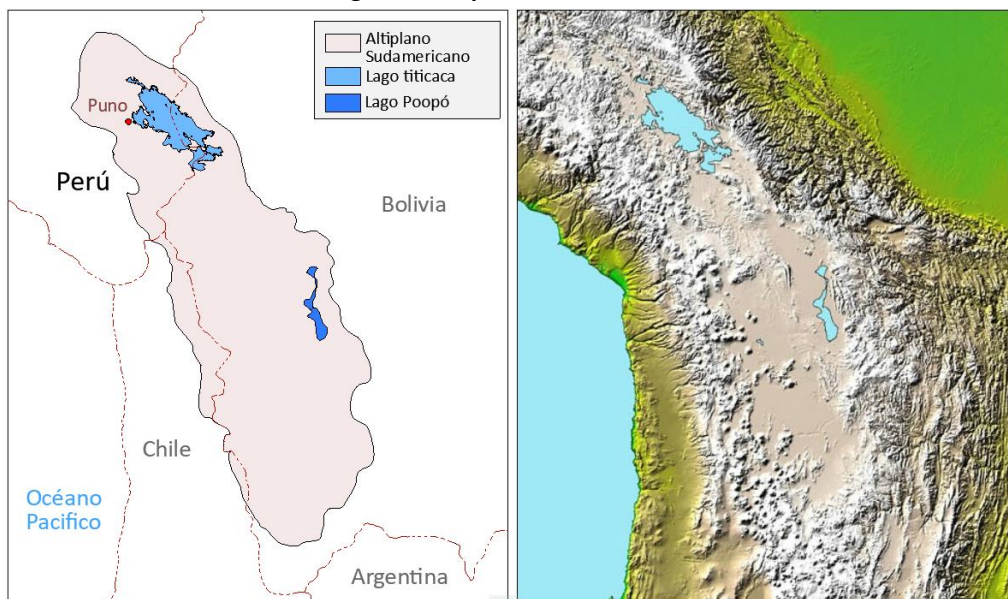 Altiplano
Sudamericano
Lago titicaca
Lago Poopó
Puno
Perú
Bolivia
Chile
Océano
Pacifico
Argentina